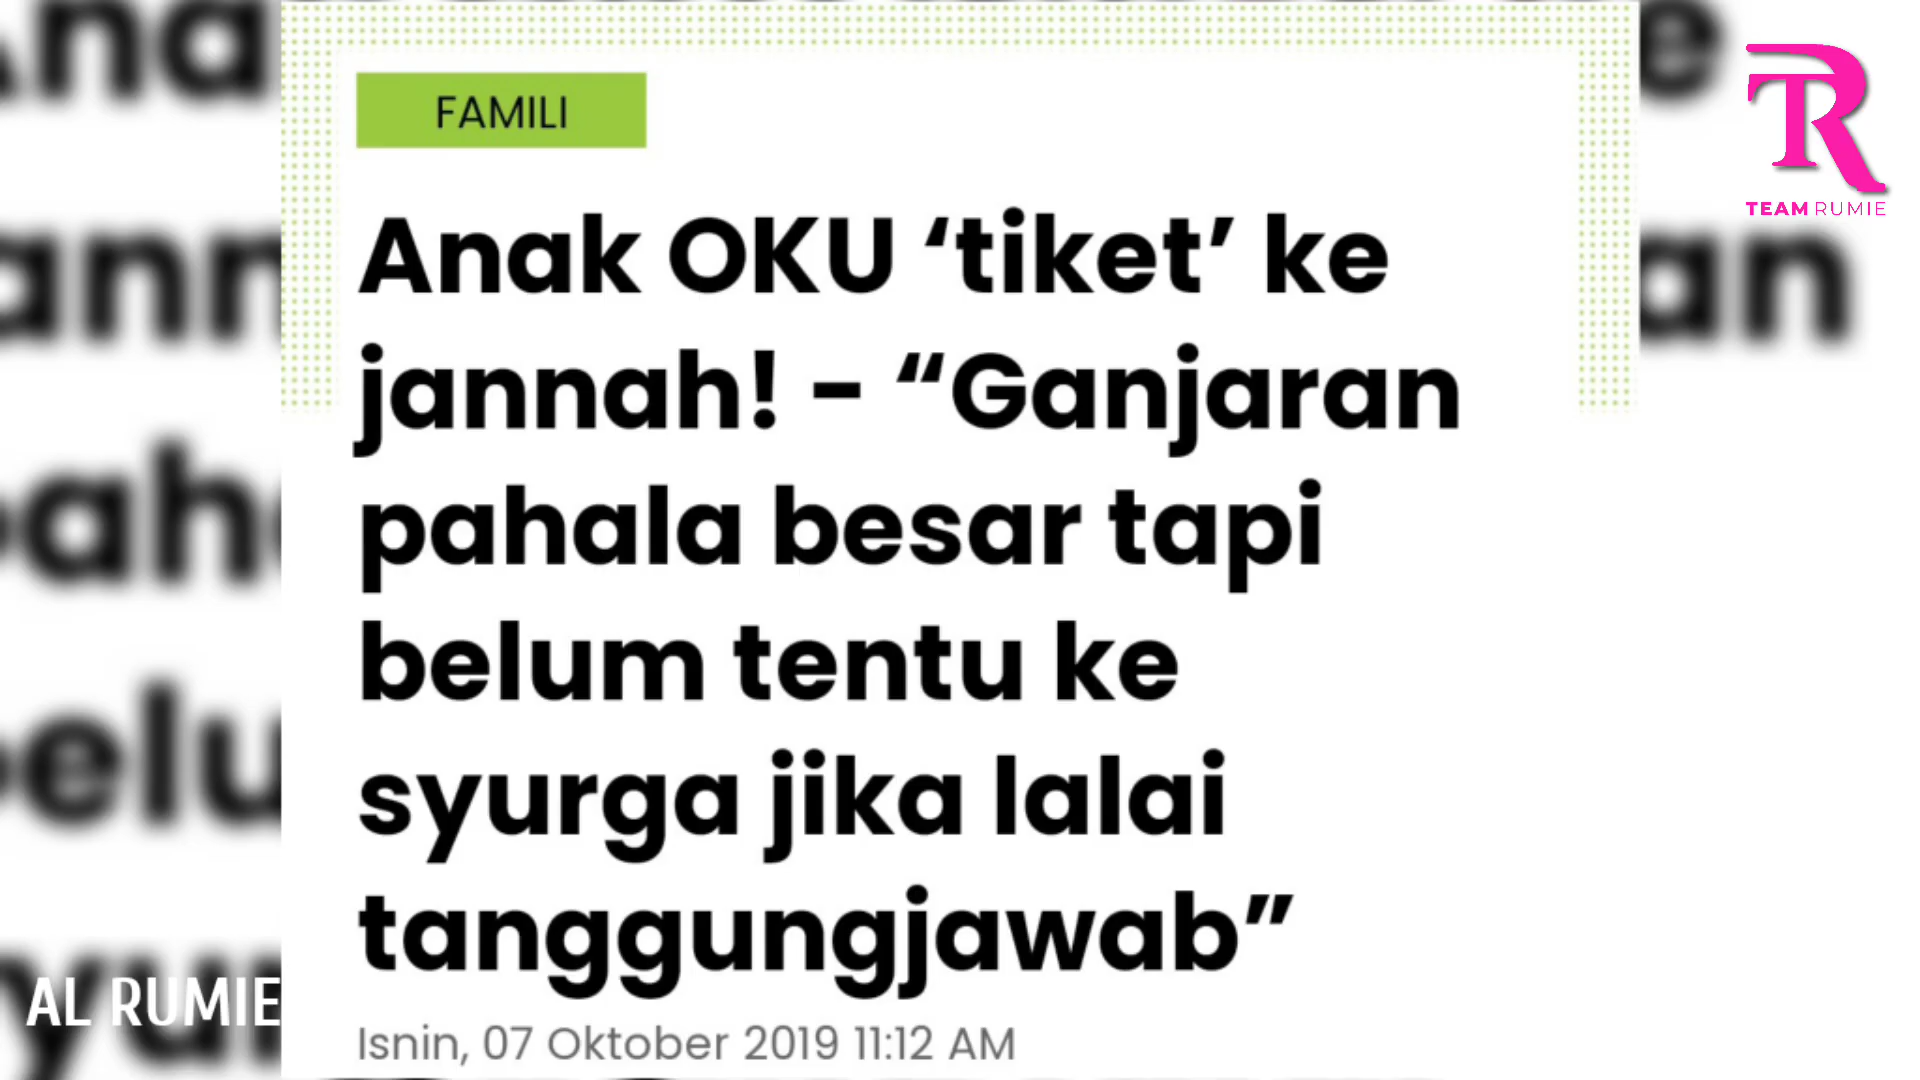 FAMILI
Anak OKU ‘tiket’ ke
jannah! - “Ganjaran
pahala besar tapi
belum tentu ke
syurga jika lalai
tanggungjawab”
Isnin, 07 Oktober 2019 11:12 AM
TR
TEAM RUMIE
AL RUMIE